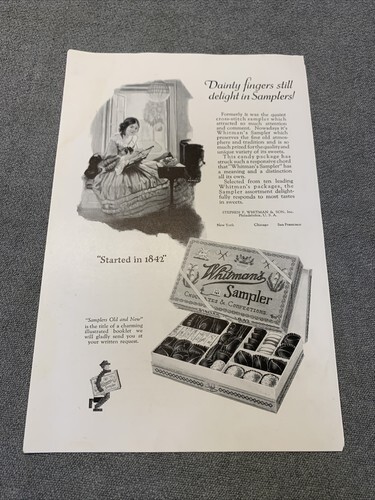 Dainty fingers still
delight in Samplers!
Formerly it was the quaint
cross-stitch sampler which
attracted so much attention
and comment. Nowadays it's
Whitman's Sampler which
preserves the fine old atmos-
phere and tradition and is so
much prized for the quality and
unique variety of its sweets.
This candy package has
struck such a responsive chord
that "Whitman's Sampler" has
a meaning and a distinction
all its own.
Selected from ten leading
Whitman's packages, the
Sampler assortment delight-
fully responds to most tastes
in sweets.
STEPHEN F. WHITMAN & SON, Inc.
Philadelphia, U. S. A.
New York Chicago San Francisco
"Started in 1842"
Whitman's
Sampler
CHOCOLATES & CONFECTIONS
"Samplers Old and New"
is the title of a charming
illustrated booklet we
will gladly send you at
your written request.